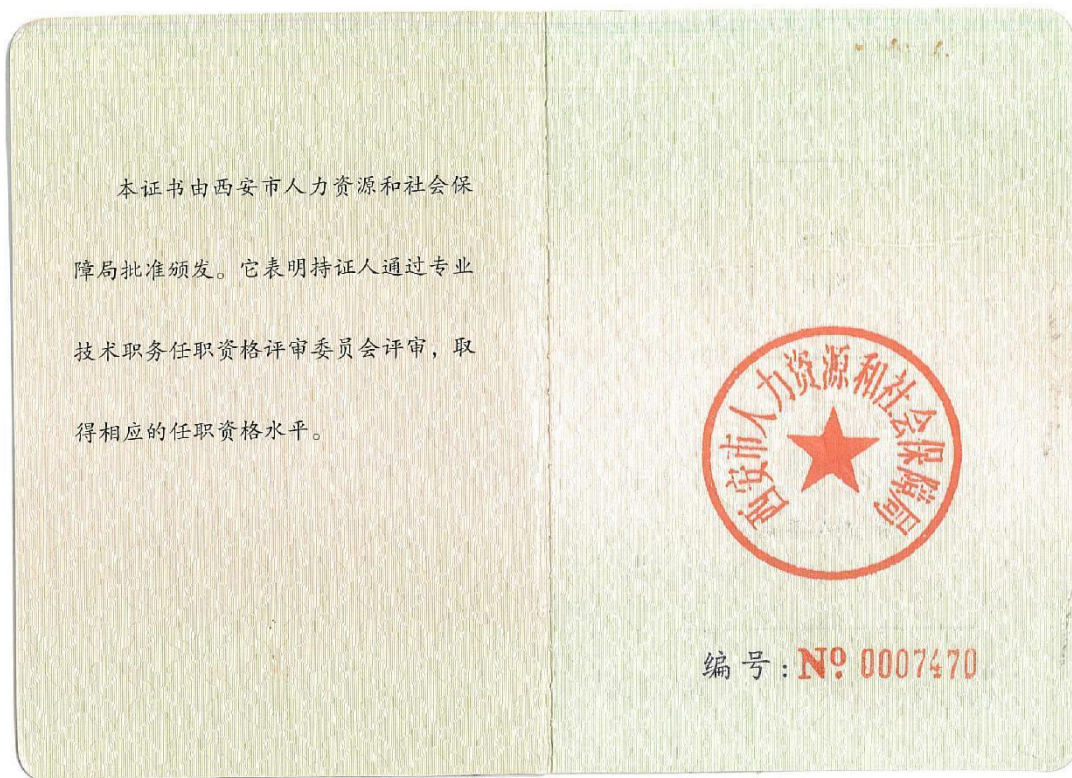 本证书由西安市人力资源和社会保
障局批准颁发。它表明持证人通过专业
技术职务任职资格评审委员会评审，取
得相应的任职资格水平。
西安市人力资源和社会保障局
编号：№ 0007470